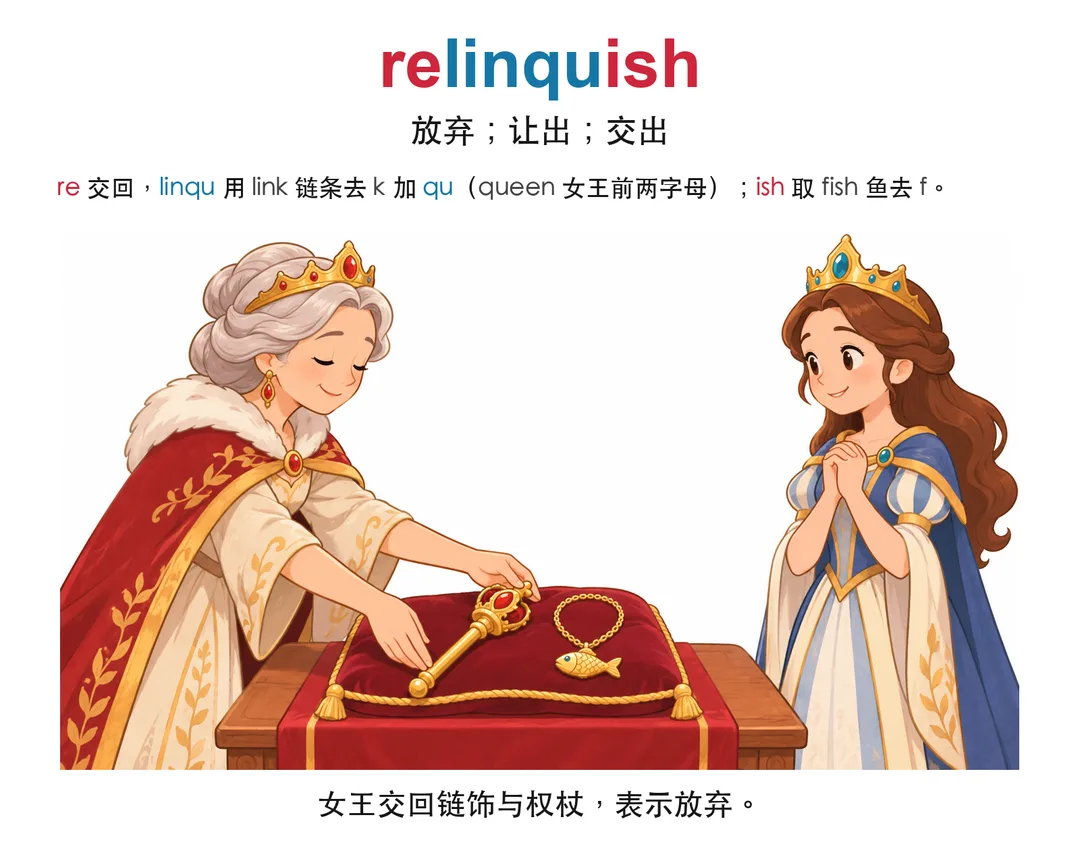 relinquish
放弃；让出；交出
re 交回，linqu 用 link 链条去 k 加 qu（queen 女王前两字母）；ish 取 fish 鱼去 f。
女王交回链饰与权杖，表示放弃。